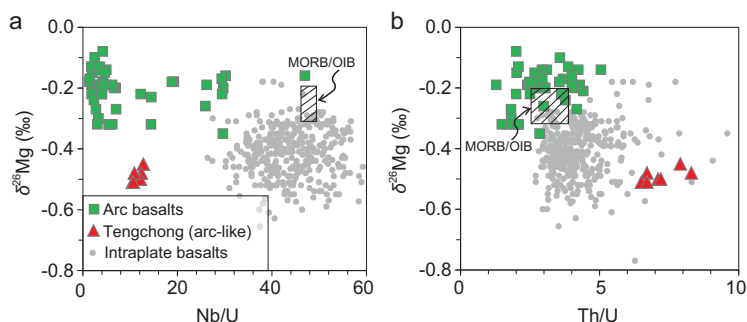 a
b
0.0
-0.2
-0.4
-0.6
-0.8
δ²⁶Mg (‰)
MORB/OIB
Arc basalts
Tengchong (arc-like)
Intraplate basalts
0
20
40
60
Nb/U
0.0
-0.2
-0.4
-0.6
-0.8
δ²⁶Mg (‰)
MORB/OIB
0
5
10
Th/U